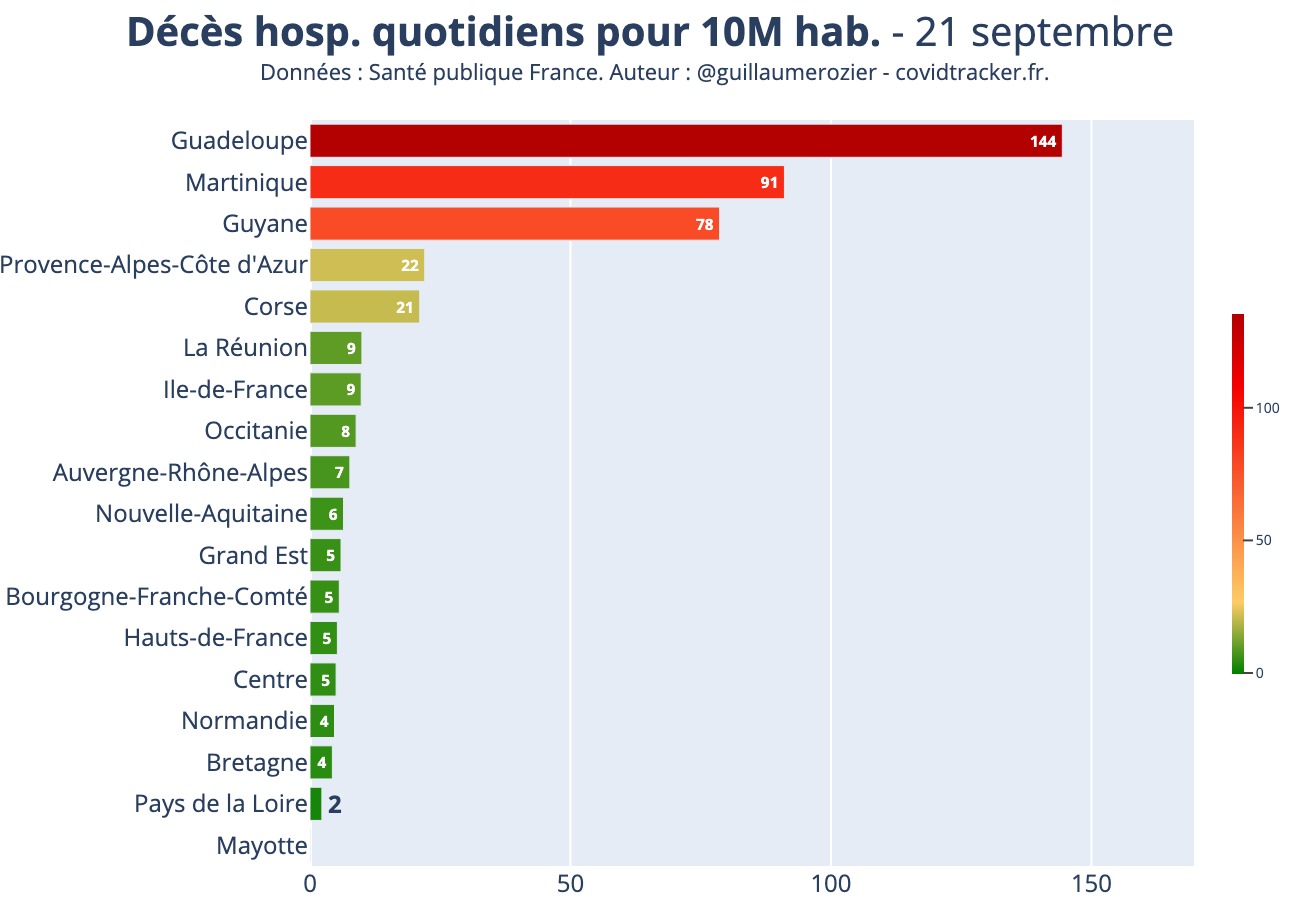 Décès hosp. quotidiens pour 10M hab. - 21 septembre
Données : Santé publique France. Auteur : @guillaumerozier - covidtracker.fr.
Guadeloupe 144
Martinique 91
Guyane 78
Provence-Alpes-Côte d'Azur 22
Corse 21
La Réunion 9
Ile-de-France 9
Occitanie 8
Auvergne-Rhône-Alpes 7
Nouvelle-Aquitaine 6
Grand Est 5
Bourgogne-Franche-Comté 5
Hauts-de-France 5
Centre 5
Normandie 4
Bretagne 4
Pays de la Loire 2
Mayotte
0 50 100 150
100
50
0